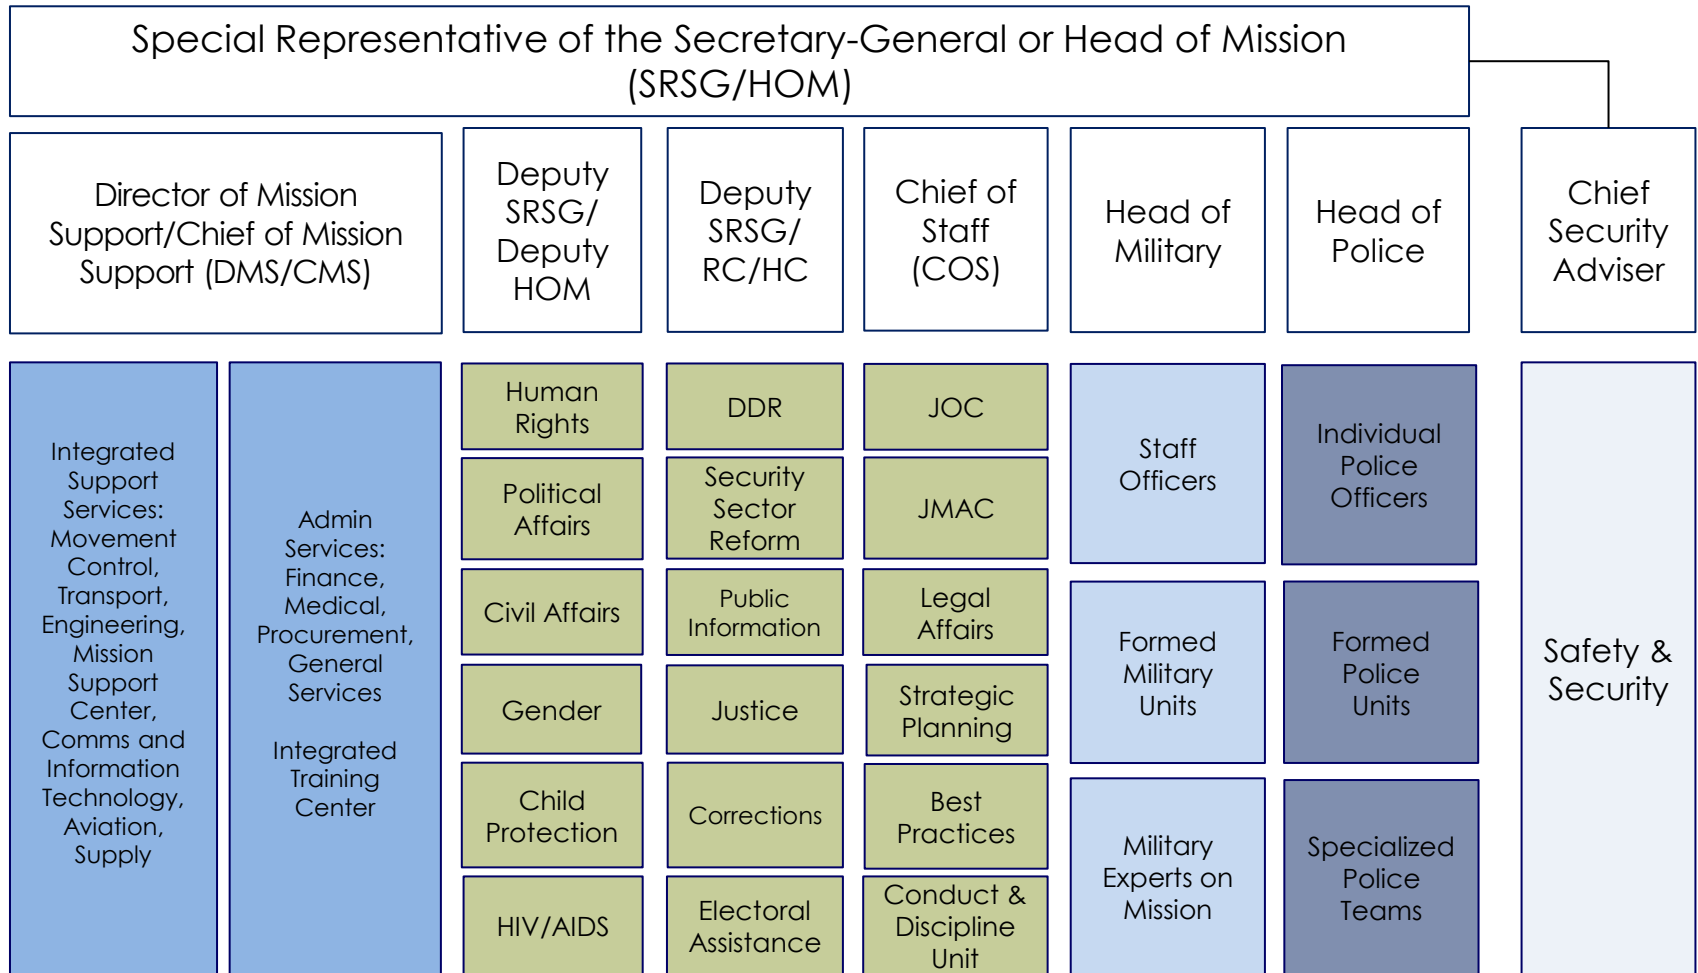 Special Representative of the Secretary-General or Head of Mission
(SRSG/HOM)
Director of Mission
Support/Chief of Mission
Support (DMS/CMS)
Deputy
SRSG/
Deputy
HOM
Deputy
SRSG/
RC/HC
Chief of
Staff
(COS)
Head of
Military
Head of
Police
Chief
Security
Adviser
Integrated
Support
Services:
Movement
Control,
Transport,
Engineering,
Mission
Support
Center,
Comms and
Information
Technology,
Aviation,
Supply
Admin
Services:
Finance,
Medical,
Procurement,
General
Services
Integrated
Training
Center
Human
Rights
Political
Affairs
Civil Affairs
Gender
Child
Protection
HIV/AIDS
DDR
Security
Sector
Reform
Public
Information
Justice
Corrections
Electoral
Assistance
JOC
JMAC
Legal
Affairs
Strategic
Planning
Best
Practices
Conduct &
Discipline
Unit
Staff
Officers
Formed
Military
Units
Military
Experts on
Mission
Individual
Police
Officers
Formed
Police
Units
Specialized
Police
Teams
Safety &
Security